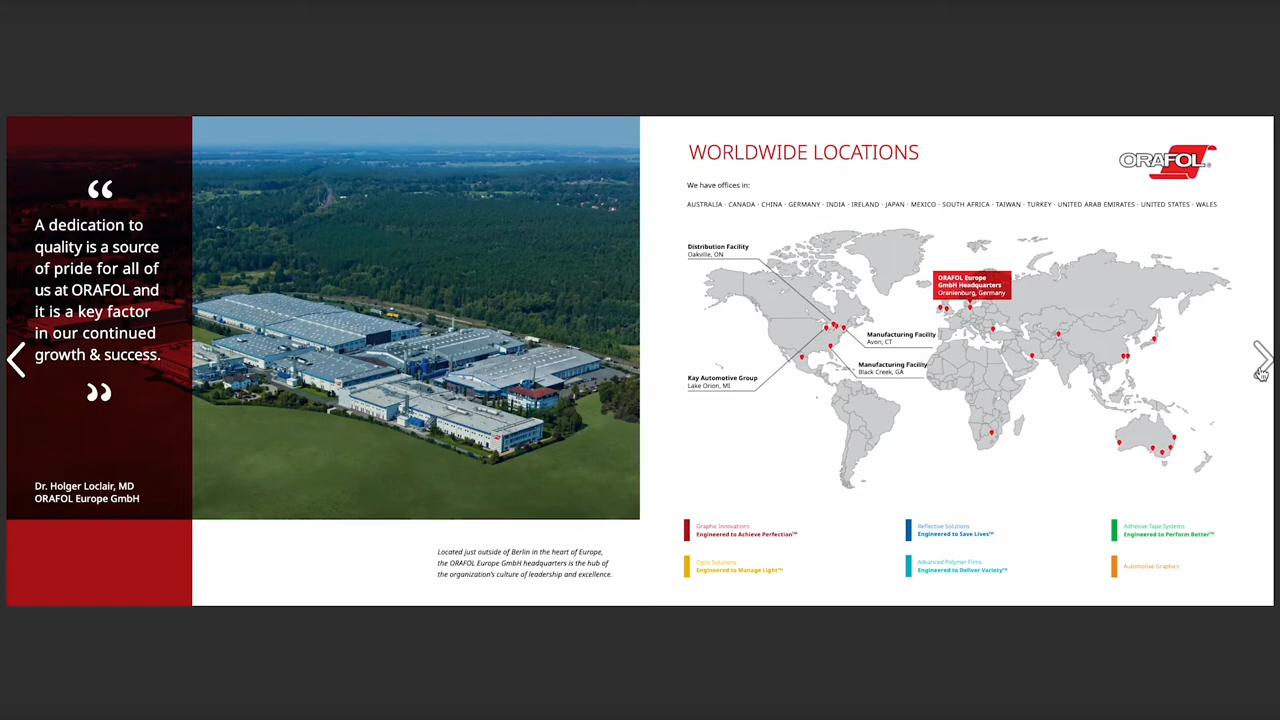 “
A dedication to
quality is a source
of pride for all of
us at ORAFOL and
it is a key factor
in our continued
growth & success.
”
Dr. Holger Loclair, MD
ORAFOL Europe GmbH
Located just outside of Berlin in the heart of Europe,
the ORAFOL Europe GmbH headquarters is the hub of
the organization's culture of leadership and excellence.
WORLDWIDE LOCATIONS
ORAFOL®
We have offices in:
AUSTRALIA · CANADA · CHINA · GERMANY · INDIA · IRELAND · JAPAN · MEXICO · SOUTH AFRICA · TAIWAN · TURKEY · UNITED ARAB EMIRATES · UNITED STATES · WALES
Distribution Facility
Oakville, ON
ORAFOL Europe
GmbH Headquarters
Oranienburg, Germany
Manufacturing Facility
Avon, CT
Manufacturing Facility
Black Creek, GA
Kay Automotive Group
Lake Orion, MI
Graphic Innovations
Engineered to Achieve Perfection™
Reflective Solutions
Engineered to Save Lives™
Adhesive Tape Systems
Engineered to Perform Better™
Optic Solutions
Engineered to Manage Light™
Advanced Polymer Films
Engineered to Deliver Variety™
Automotive Graphics